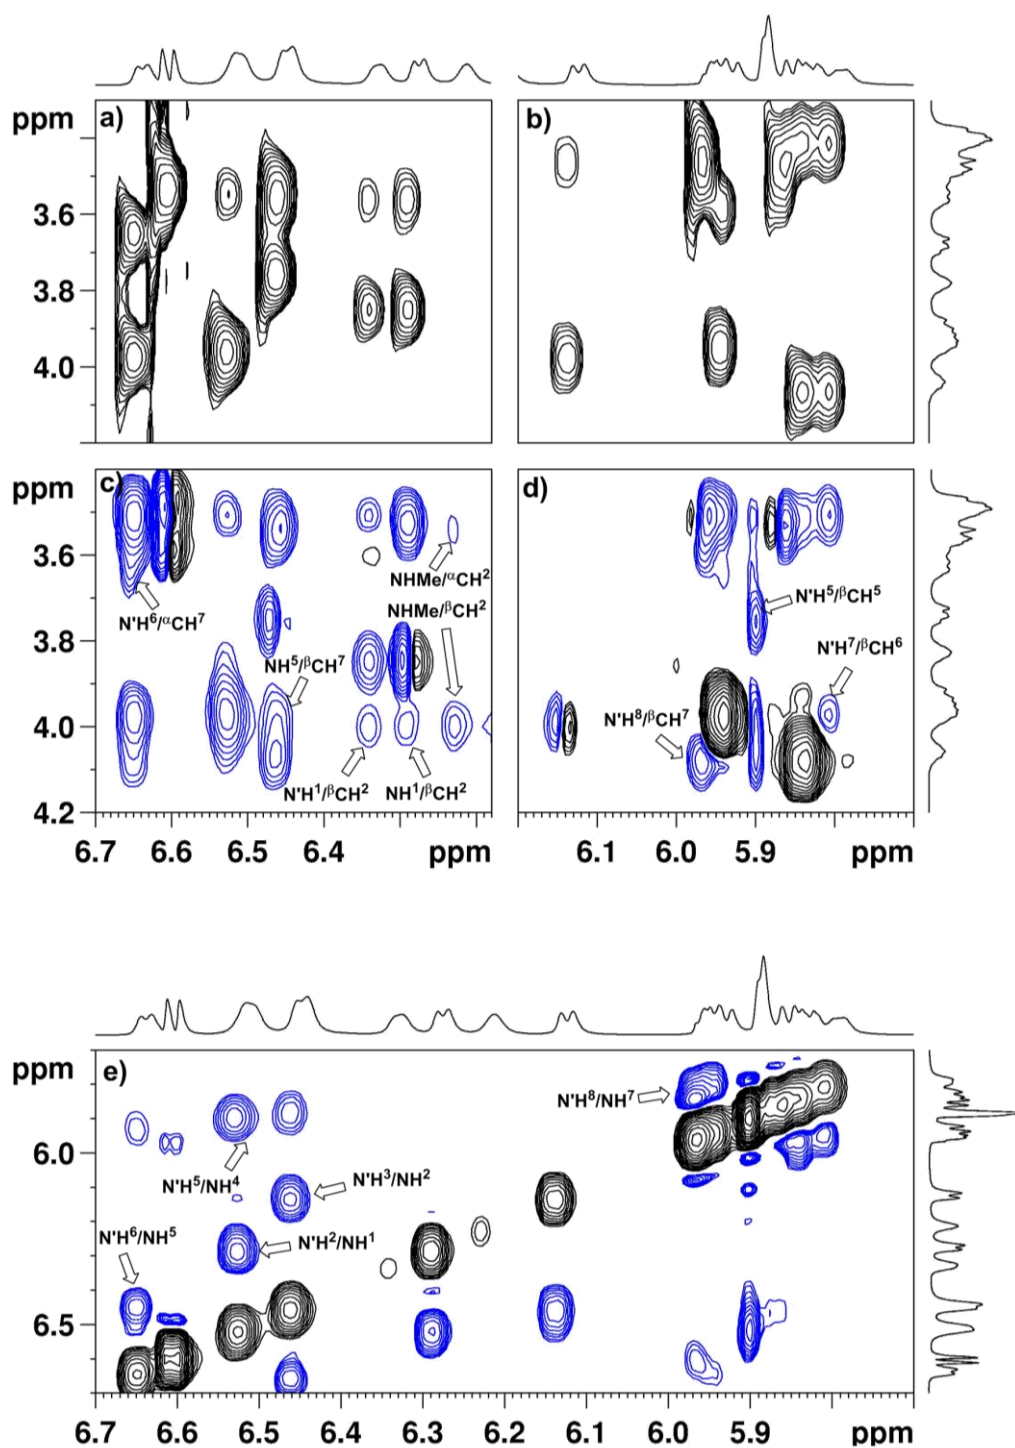 ppm
a)
b)
3.6
3.8
4.0
ppm
c)
d)
3.6
NHMe/αCH²
N'H⁵/βCH⁵
N'H⁶/αCH⁷
NHMe/βCH²
N'H⁷/βCH⁶
3.8
NH⁵/βCH⁷
N'H⁸/βCH⁷
4.0
N'H¹/βCH²
NH¹/βCH²
4.2
6.7
6.6
6.5
6.4
ppm
6.1
6.0
5.9
ppm
ppm
e)
N'H⁸/NH⁷
6.0
N'H⁵/NH⁴
N'H³/NH²
N'H⁶/NH⁵
N'H²/NH¹
6.5
6.7
6.6
6.5
6.4
6.3
6.2
6.1
6.0
5.9
ppm